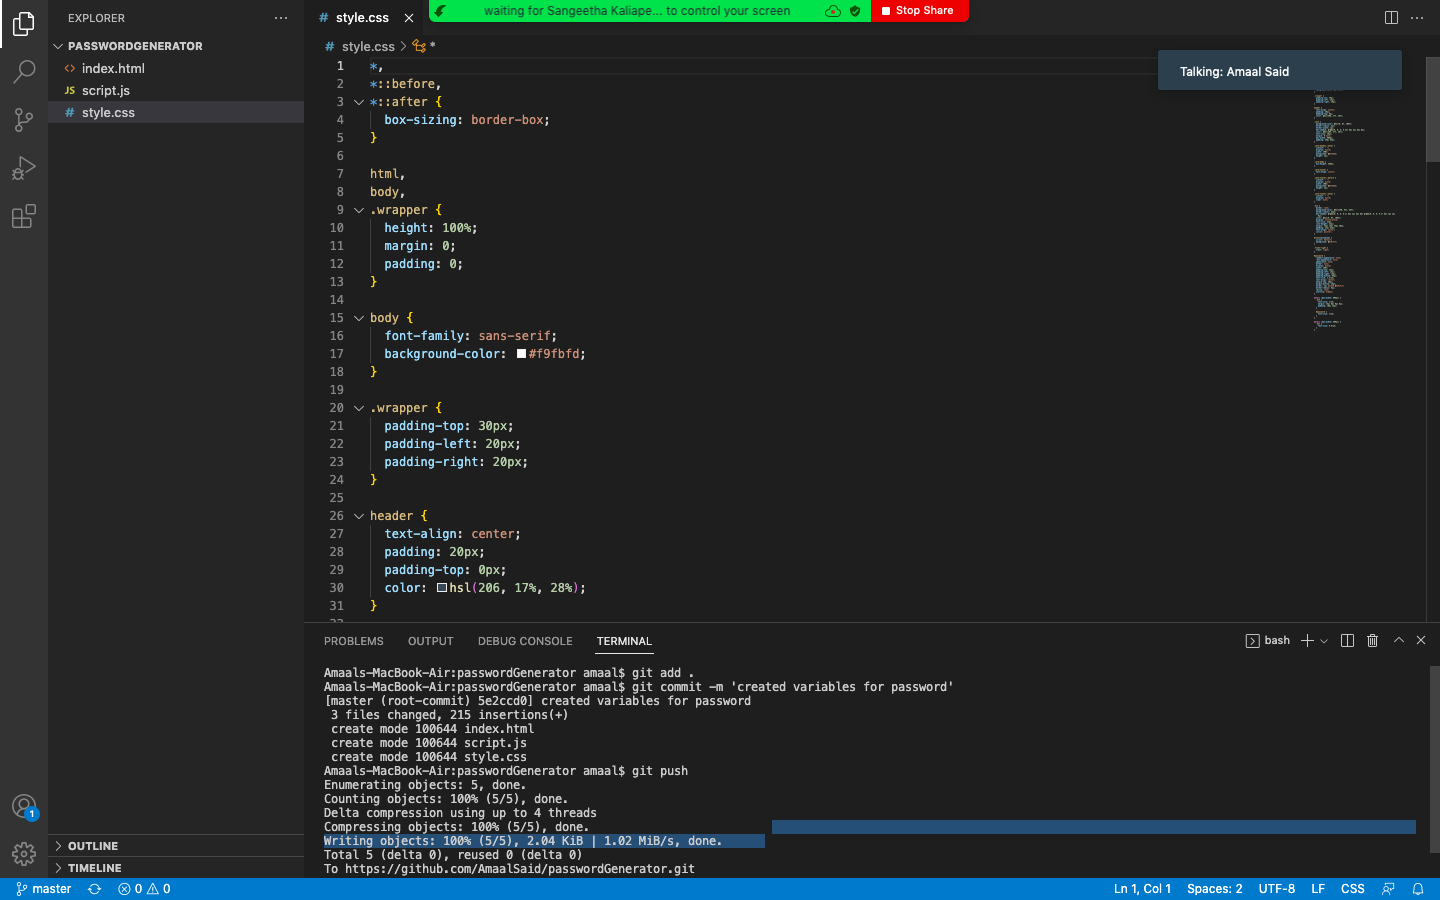 waiting for Sangeetha Kaliape... to control your screen
Stop Share
EXPLORER
style.css
Talking: Amaal Said
PASSWORDGENERATOR
index.html
JS script.js
# style.css
# style.css > *
1 *,
2 *::before,
3 *::after {
4 box-sizing: border-box;
5 }
6
7 html,
8 body,
9 .wrapper {
10 height: 100%;
11 margin: 0;
12 padding: 0;
13 }
14
15 body {
16 font-family: sans-serif;
17 background-color: #f9fbfd;
18 }
19
20 .wrapper {
21 padding-top: 30px;
22 padding-left: 20px;
23 padding-right: 20px;
24 }
25
26 header {
27 text-align: center;
28 padding: 20px;
29 padding-top: 0px;
30 color: hsl(206, 17%, 28%);
31 }
PROBLEMS OUTPUT DEBUG CONSOLE TERMINAL
bash
Amaals-MacBook-Air:passwordGenerator amaal$ git add .
Amaals-MacBook-Air:passwordGenerator amaal$ git commit -m 'created variables for password'
[master (root-commit) 5e2ccd0] created variables for password
3 files changed, 215 insertions(+)
create mode 100644 index.html
create mode 100644 script.js
create mode 100644 style.css
Amaals-MacBook-Air:passwordGenerator amaal$ git push
Enumerating objects: 5, done.
Counting objects: 100% (5/5), done.
Delta compression using up to 4 threads
Compressing objects: 100% (5/5), done.
Writing objects: 100% (5/5), 2.04 KiB | 1.02 MiB/s, done.
Total 5 (delta 0), reused 0 (delta 0)
To https://github.com/AmaalSaid/passwordGenerator.git
1
OUTLINE
TIMELINE
master
0 0
Ln 1, Col 1 Spaces: 2 UTF-8 LF CSS